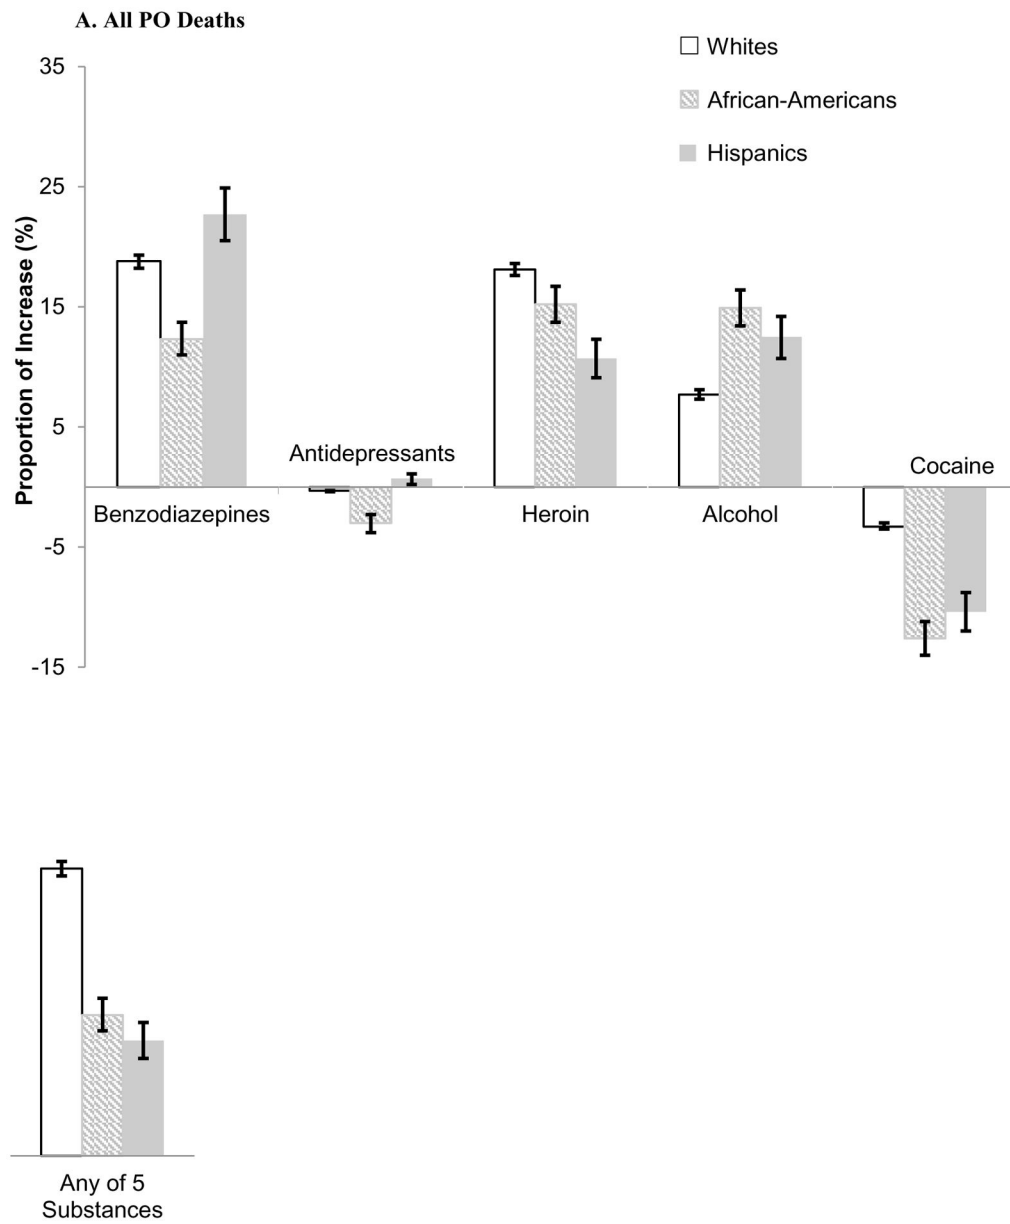 A. All PO Deaths
Whites
African-Americans
Hispanics
Proportion of Increase (%)
35
25
15
5
-5
-15
Antidepressants
Cocaine
Benzodiazepines
Heroin
Alcohol
Any of 5
Substances